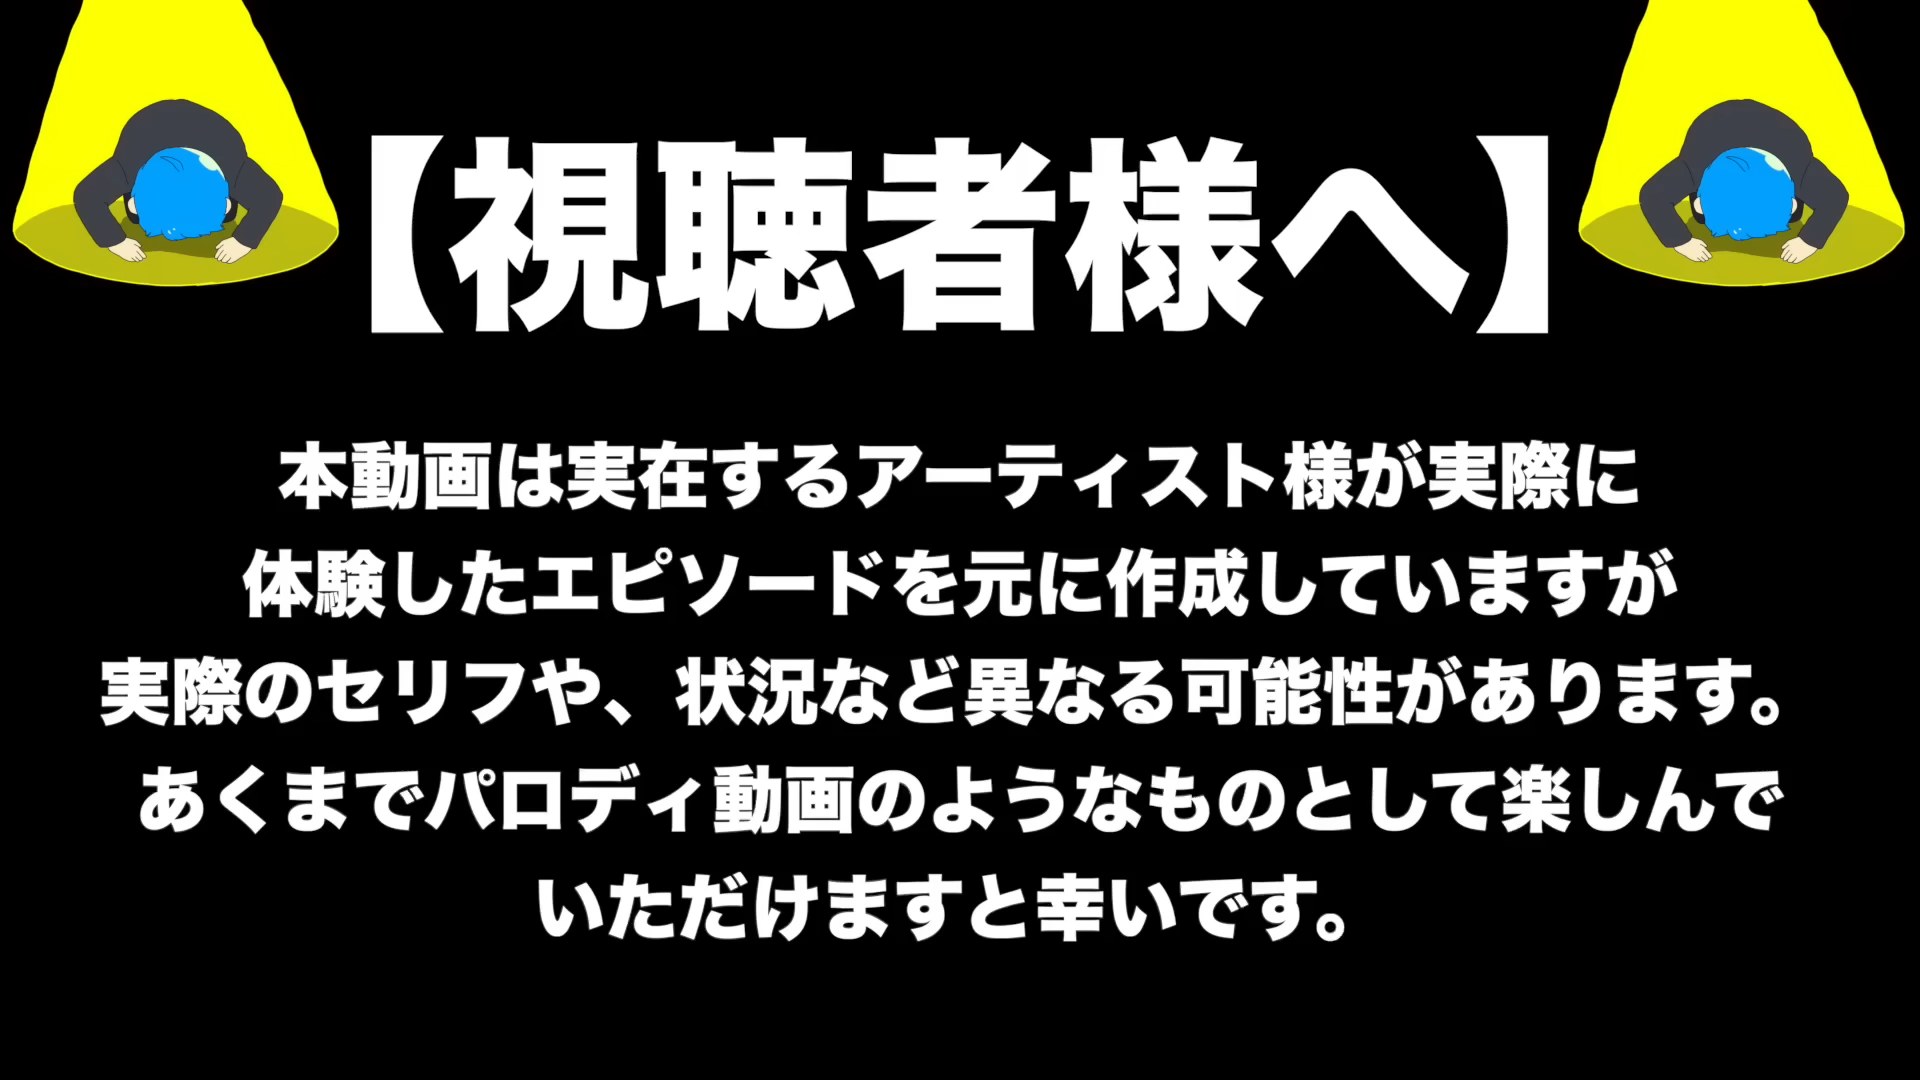 【視聴者様へ】
本動画は実在するアーティスト様が実際に
体験したエピソードを元に作成していますが
実際のセリフや、状況など異なる可能性があります。
あくまでパロディ動画のようなものとして楽しんで
いただけますと幸いです。